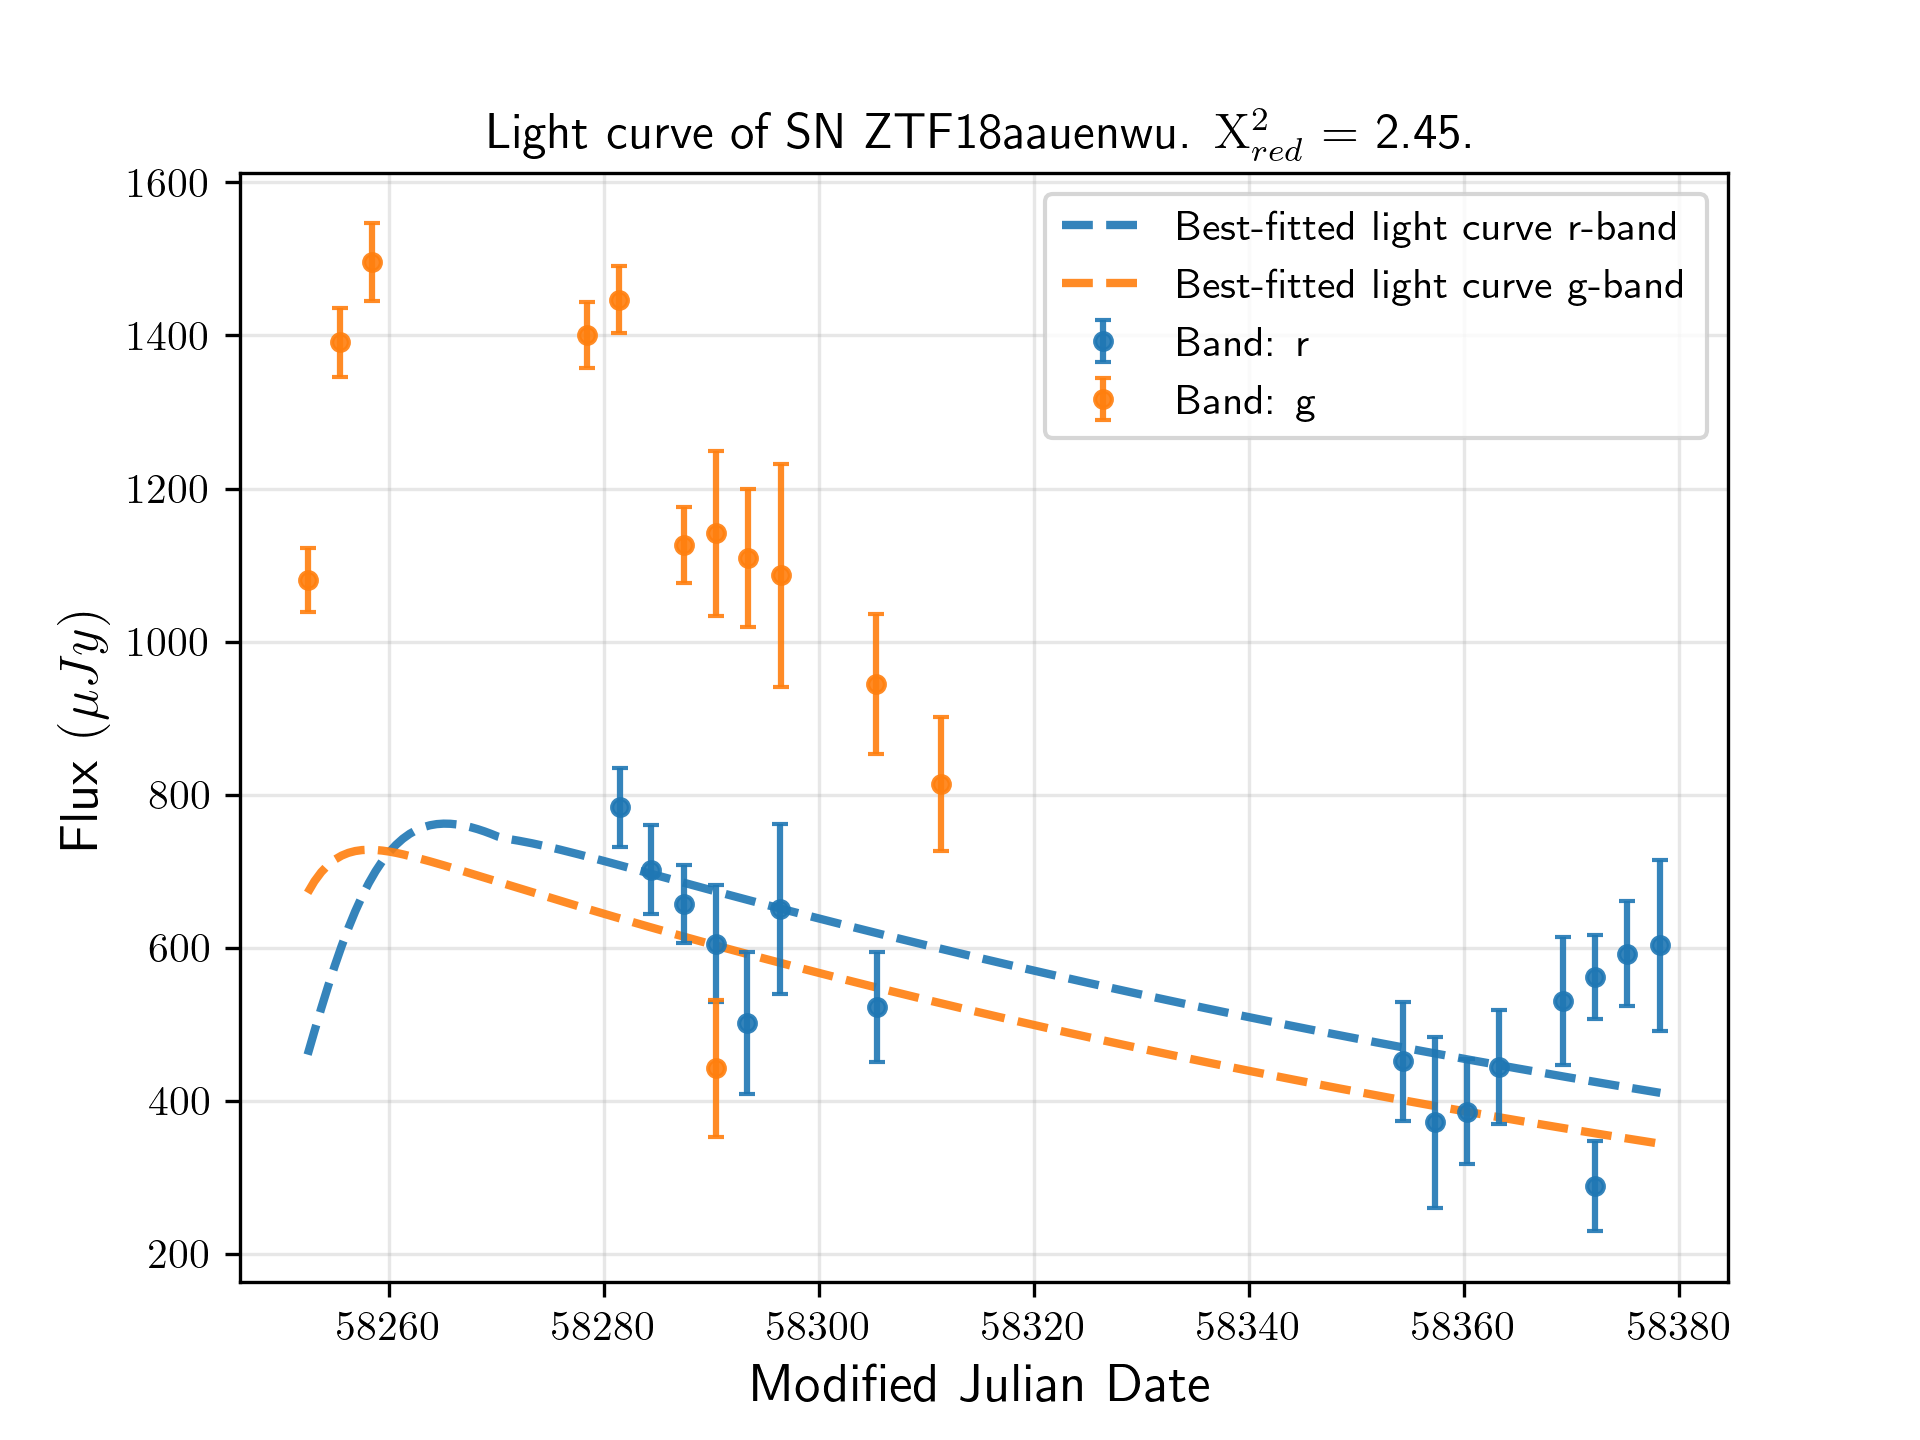 Light curve of SN ZTF18aauenwu. X²_red = 2.45.
1600
1400
1200
1000
800
600
400
200
Flux (μJy)
Best-fitted light curve r-band
Best-fitted light curve g-band
Band: r
Band: g
58260 58280 58300 58320 58340 58360 58380
Modified Julian Date